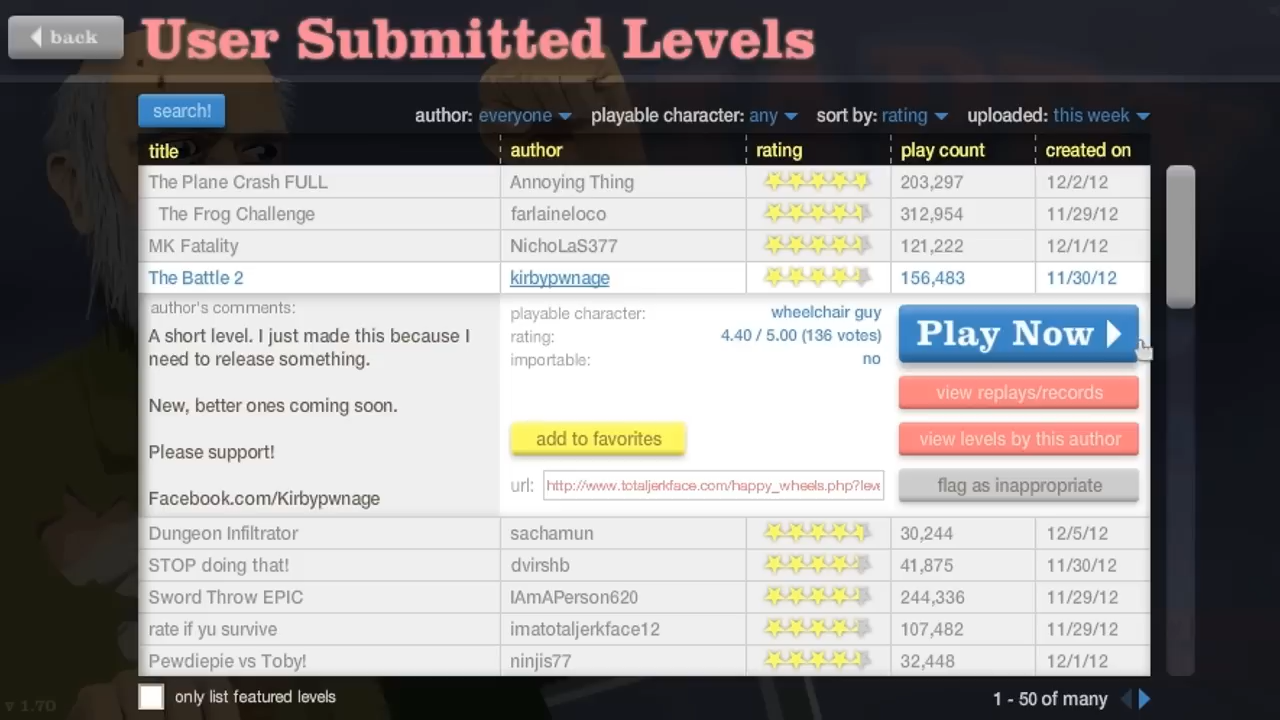 back
User Submitted Levels
search!
author: everyone playable character: any sort by: rating uploaded: this week
title author rating play count created on
The Plane Crash FULL Annoying Thing 203,297 12/2/12
The Frog Challenge farlaineloco 312,954 11/29/12
MK Fatality NichoLaS377 121,222 12/1/12
The Battle 2 kirbypwnage 156,483 11/30/12
author's comments:
A short level. I just made this because I
need to release something.
New, better ones coming soon.
Please support!
Facebook.com/Kirbypwnage
playable character: wheelchair guy
rating: 4.40 / 5.00 (136 votes)
importable: no
add to favorites
url: http://www.totaljerkface.com/happy_wheels.php?leve
Play Now
view replays/records
view levels by this author
flag as inappropriate
Dungeon Infiltrator sachamun 30,244 12/5/12
STOP doing that! dvirshb 41,875 11/30/12
Sword Throw EPIC IAmAPerson620 244,336 11/29/12
rate if yu survive imatotaljerkface12 107,482 11/29/12
Pewdiepie vs Toby! ninjis77 32,448 12/1/12
only list featured levels
1 - 50 of many
v 1.70